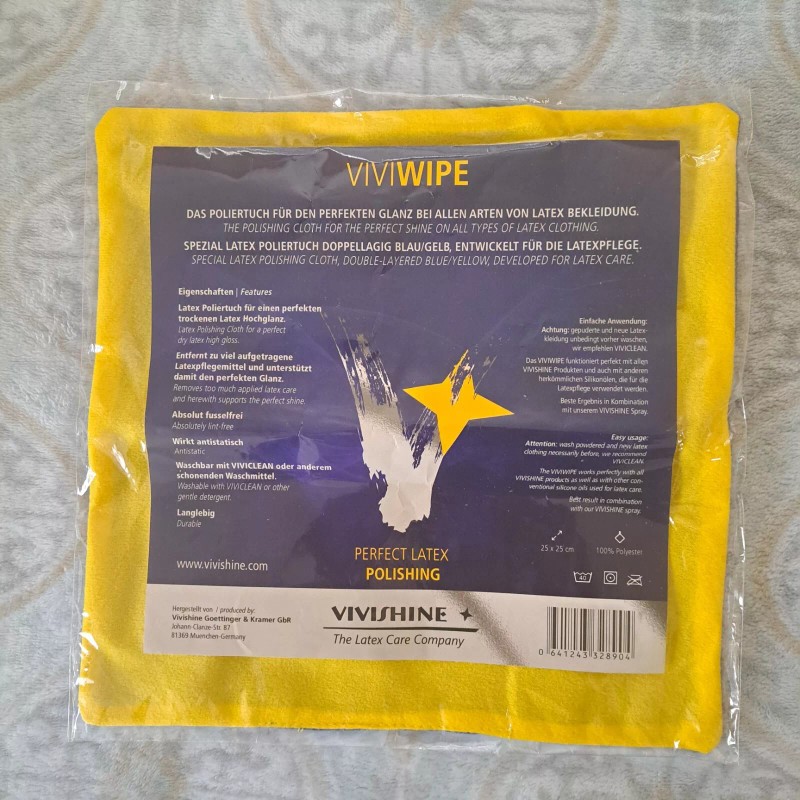 VIVIWIPE
DAS POLIERTUCH FÜR DEN PERFEKTEN GLANZ BEI ALLEN ARTEN VON LATEX BEKLEIDUNG.
THE POLISHING CLOTH FOR THE PERFECT SHINE ON ALL TYPES OF LATEX CLOTHING.
SPEZIAL LATEX POLIERTUCH DOPPELLAGIG BLAU/GELB, ENTWICKELT FÜR DIE LATEXPFLEGE.
SPECIAL LATEX POLISHING CLOTH, DOUBLE-LAYERED BLUE/YELLOW, DEVELOPED FOR LATEX CARE.
Eigenschaften | Features
Latex Poliertuch für einen perfekten
trockenen Latex Hochglanz.
Latex Polishing Cloth for a perfect
dry latex high gloss.
Entfernt zu viel aufgetragene
Latexpflegemittel und unterstützt
damit den perfekten Glanz.
Removes too much applied latex care
and herewith supports the perfect shine.
Absolut fusselfrei
Absolutely lint-free
Wirkt antistatisch
Antistatic
Waschbar mit VIVICLEAN oder anderem
schonenden Waschmittel.
Washable with VIVICLEAN or other
gentle detergent.
Langlebig
Durable
www.vivishine.com
Einfache Anwendung:
Achtung: gepuderte und neue Latex-
kleidung unbedingt vorher waschen,
wir empfehlen VIVICLEAN.
Das VIVIWIPE funktioniert perfekt mit allen
VIVISHINE Produkten und auch mit anderen
herkömmlichen Silikonölen, die für die
Latexpflege verwendet werden.
Beste Ergebnis in Kombination
mit unserem VIVISHINE Spray.
Easy usage:
Attention: wash powdered and new latex
clothing necessarily before, we recommend
VIVICLEAN.
The VIVIWIPE works perfectly with all
VIVISHINE products as well as with other con-
ventional silicone oils used for latex care.
Best result in combination
with our VIVISHINE spray.
25 x 25 cm
100% Polyester
40
PERFECT LATEX
POLISHING
Hergestellt von / produced by:
Vivishine Goettinger & Kramer GbR
Johann-Clanze-Str. 87
81369 Muenchen-Germany
VIVISHINE
The Latex Care Company
0 641243 328904